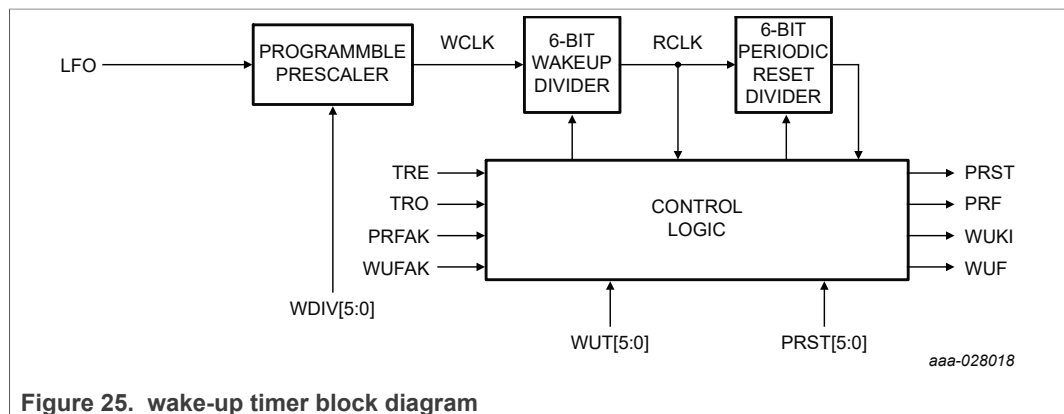 LFO
PROGRAMMBLE
PRESCALER
WCLK
6-BIT
WAKEUP
DIVIDER
RCLK
6-BIT
PERIODIC
RESET
DIVIDER
TRE
TRO
PRFAK
WUFAK
CONTROL
LOGIC
PRST
PRF
WUKI
WUF
WDIV[5:0]
WUT[5:0]
PRST[5:0]
aaa-028018
Figure 25. wake-up timer block diagram